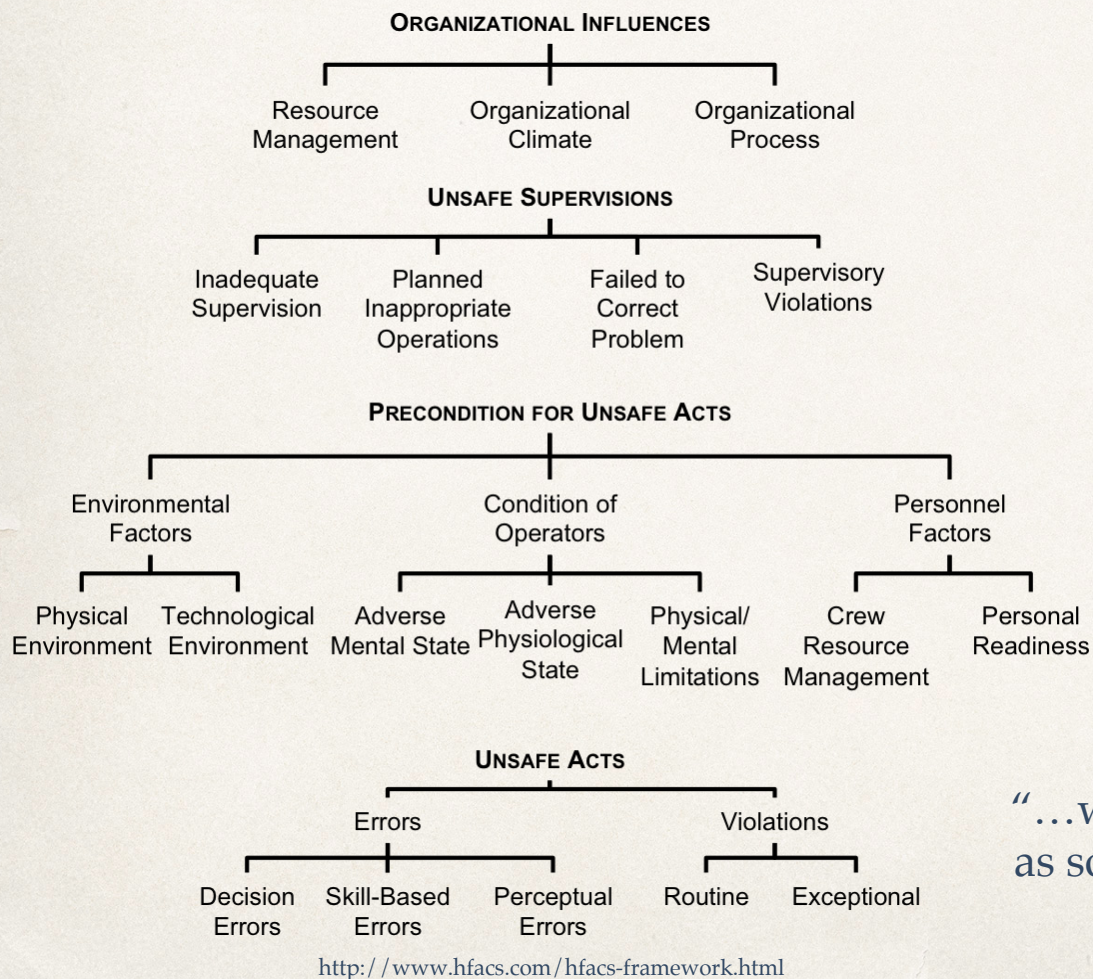 ORGANIZATIONAL INFLUENCES
Resource Management
Organizational Climate
Organizational Process
UNSAFE SUPERVISIONS
Inadequate Supervision
Planned Inappropriate Operations
Failed to Correct Problem
Supervisory Violations
PRECONDITION FOR UNSAFE ACTS
Environmental Factors
Condition of Operators
Personnel Factors
Physical Environment
Technological Environment
Adverse Mental State
Adverse Physiological State
Physical/ Mental Limitations
Crew Resource Management
Personal Readiness
UNSAFE ACTS
Errors
Violations
Decision Errors
Skill-Based Errors
Perceptual Errors
Routine
Exceptional
http://www.hfacs.com/hfacs-framework.html
"…
as